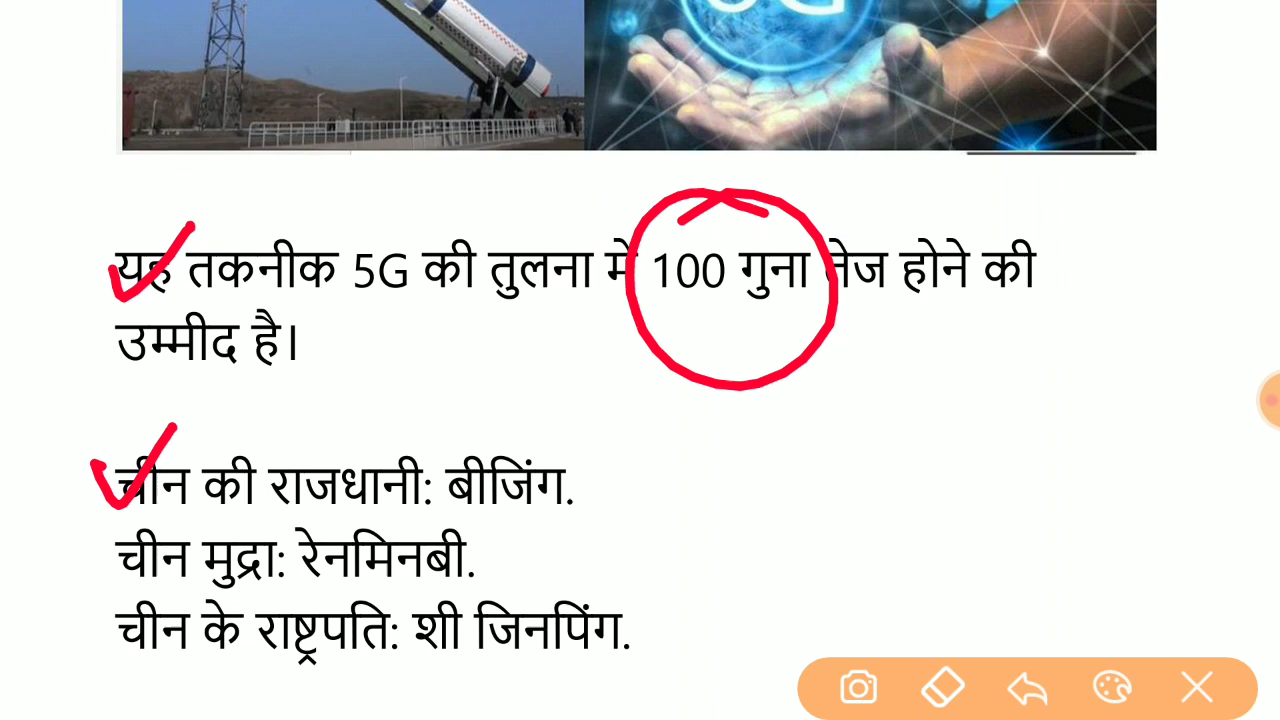 यह तकनीक 5G की तुलना में 100 गुना तेज होने की
उम्मीद है।
चीन की राजधानी: बीजिंग.
चीन मुद्रा: रेनमिनबी.
चीन के राष्ट्रपति: शी जिनपिंग.